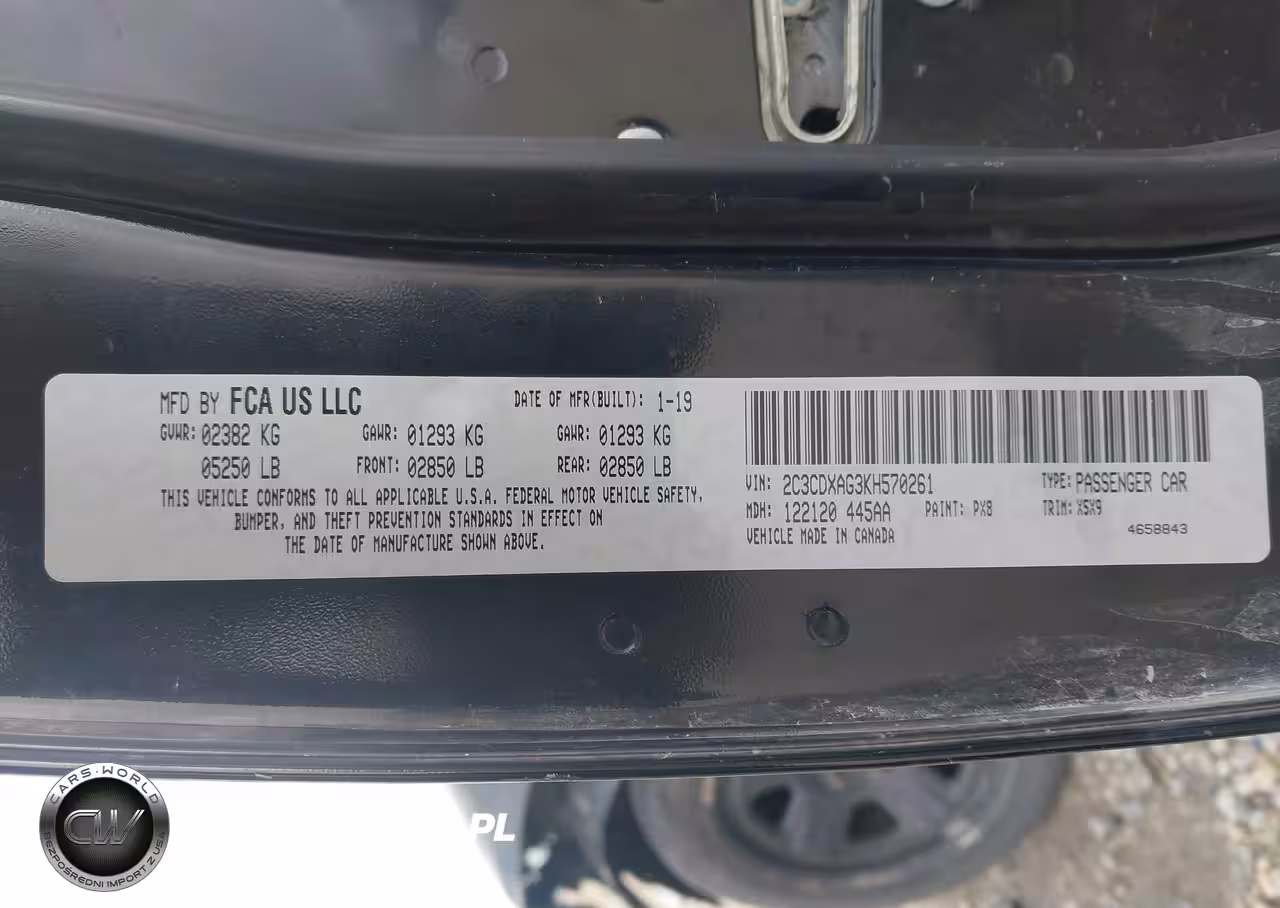 MFD BY FCA US LLC
DATE OF MFR(BUILT): 1-19
GVWR: 02382 KG
GAWR: 01293 KG
GAWR: 01293 KG
05250 LB
FRONT: 02850 LB
REAR: 02850 LB
THIS VEHICLE CONFORMS TO ALL APPLICABLE U.S.A. FEDERAL MOTOR VEHICLE SAFETY,
BUMPER, AND THEFT PREVENTION STANDARDS IN EFFECT ON
THE DATE OF MANUFACTURE SHOWN ABOVE.
VIN: 2C3CDXAG3KH570261
TYPE: PASSENGER CAR
MDH: 122120 445AA
PAINT: PX8
TRIM: X5X9
VEHICLE MADE IN CANADA
4658843
CARS·WORLD
CW
BEZPOŚREDNI IMPORT Z USA
.PL